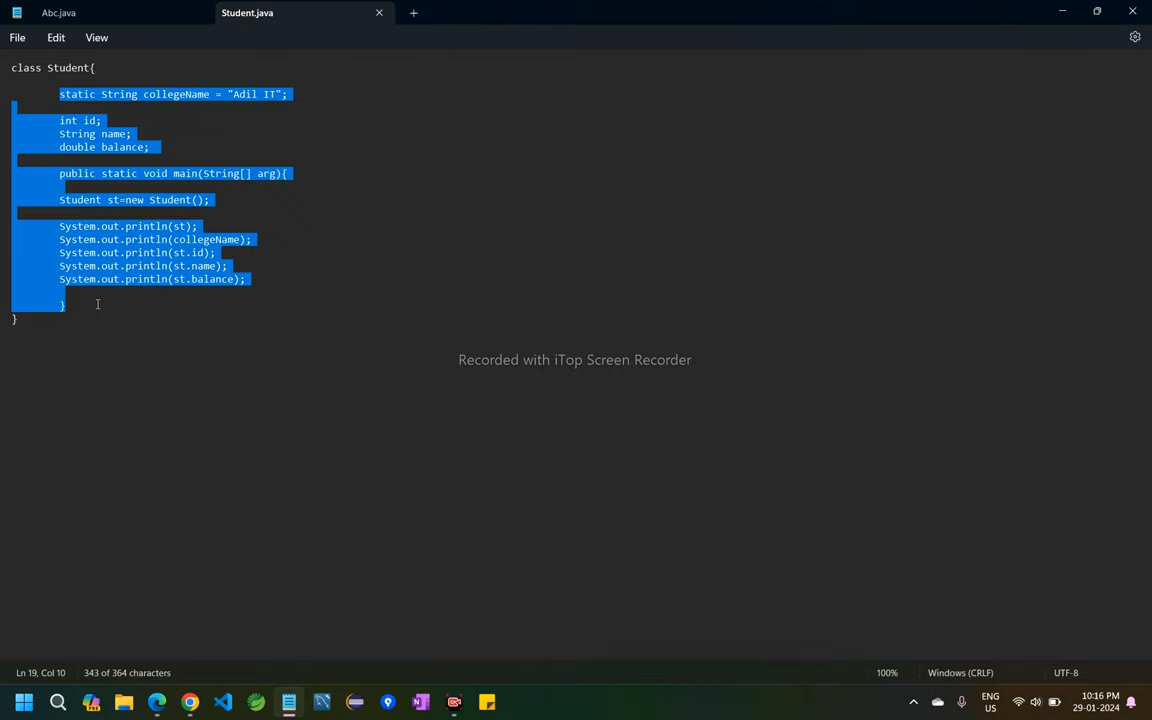 Abc.java
Student.java
File Edit View
class Student{
static String collegeName = "Adil IT";
int id;
String name;
double balance;
public static void main(String[] arg){
Student st=new Student();
System.out.println(st);
System.out.println(collegeName);
System.out.println(st.id);
System.out.println(st.name);
System.out.println(st.balance);
}
}
Recorded with iTop Screen Recorder
Ln 19, Col 10 343 of 364 characters 100% Windows (CRLF) UTF-8
ENG
US
10:16 PM
29-01-2024